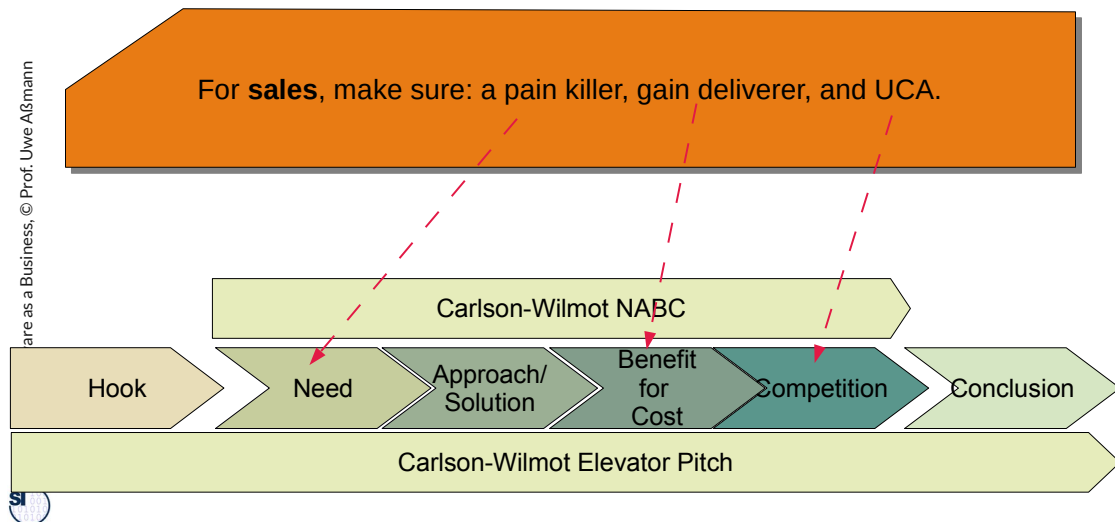 For sales, make sure: a pain killer, gain deliverer, and UCA.
are as a Business, © Prof. Uwe Aßmann
Carlson-Wilmot NABC
Hook
Need
Approach/
Solution
Benefit
for
Cost
Competition
Conclusion
Carlson-Wilmot Elevator Pitch